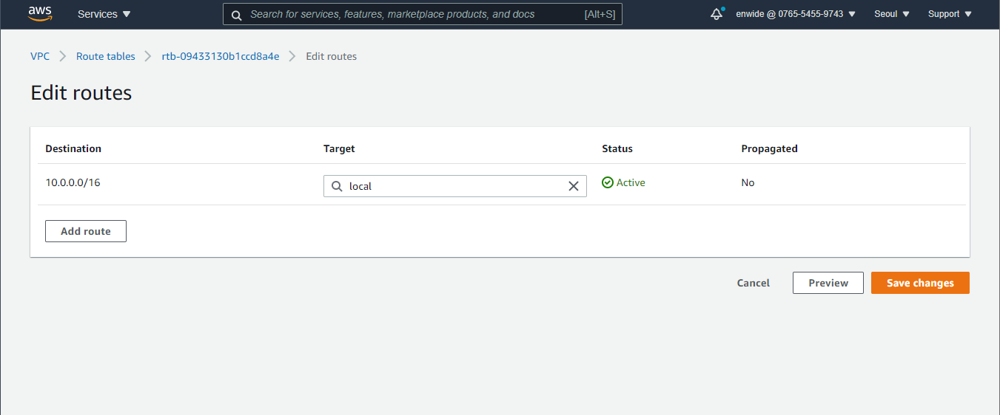 aws Services Search for services, features, marketplace products, and docs [Alt+S] enwide @ 0765-5455-9743 Seoul Support
VPC Route tables rtb-09433130b1ccd8a4e Edit routes
Edit routes
Destination Target Status Propagated
10.0.0.0/16 local Active No
Add route
Cancel Preview Save changes